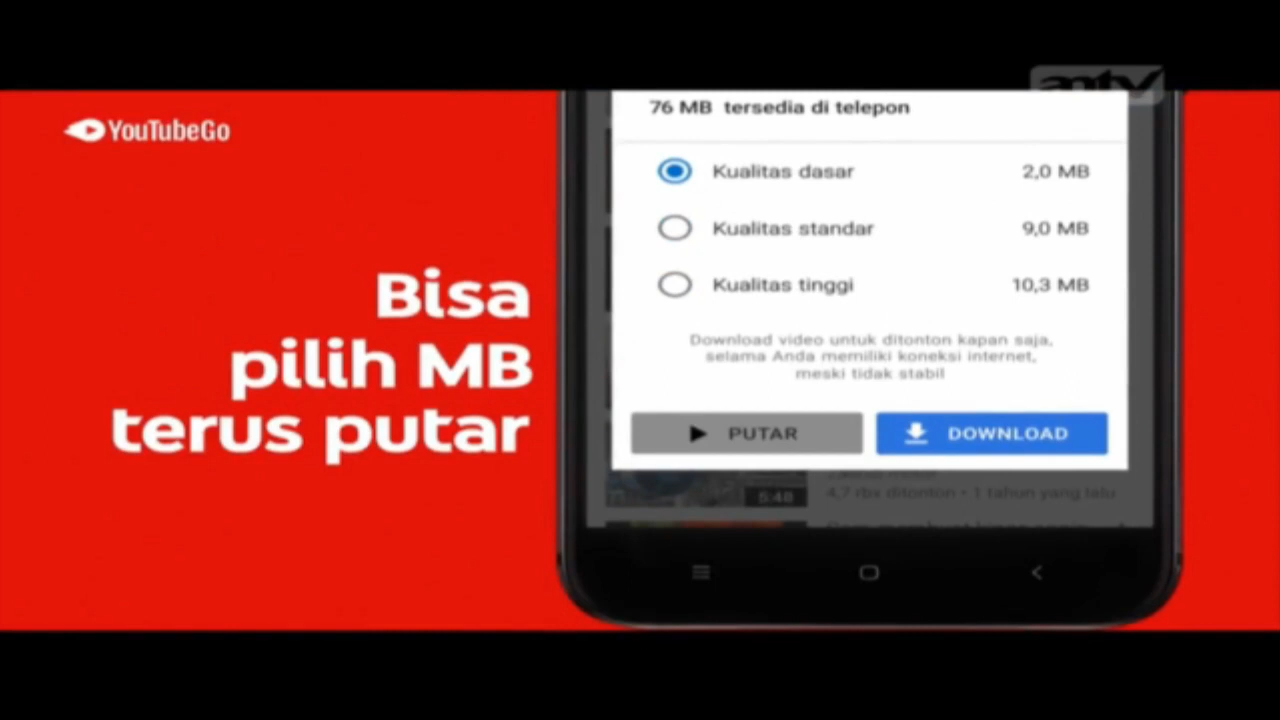 antv
YouTubeGo
Bisa
pilih MB
terus putar
76 MB tersedia di telepon
Kualitas dasar 2,0 MB
Kualitas standar 9,0 MB
Kualitas tinggi 10,3 MB
Download video untuk ditonton kapan saja,
selama Anda memiliki koneksi internet,
meski tidak stabil
PUTAR DOWNLOAD
5:48 4,7 rbx ditonton • 1 tahun yang lalu